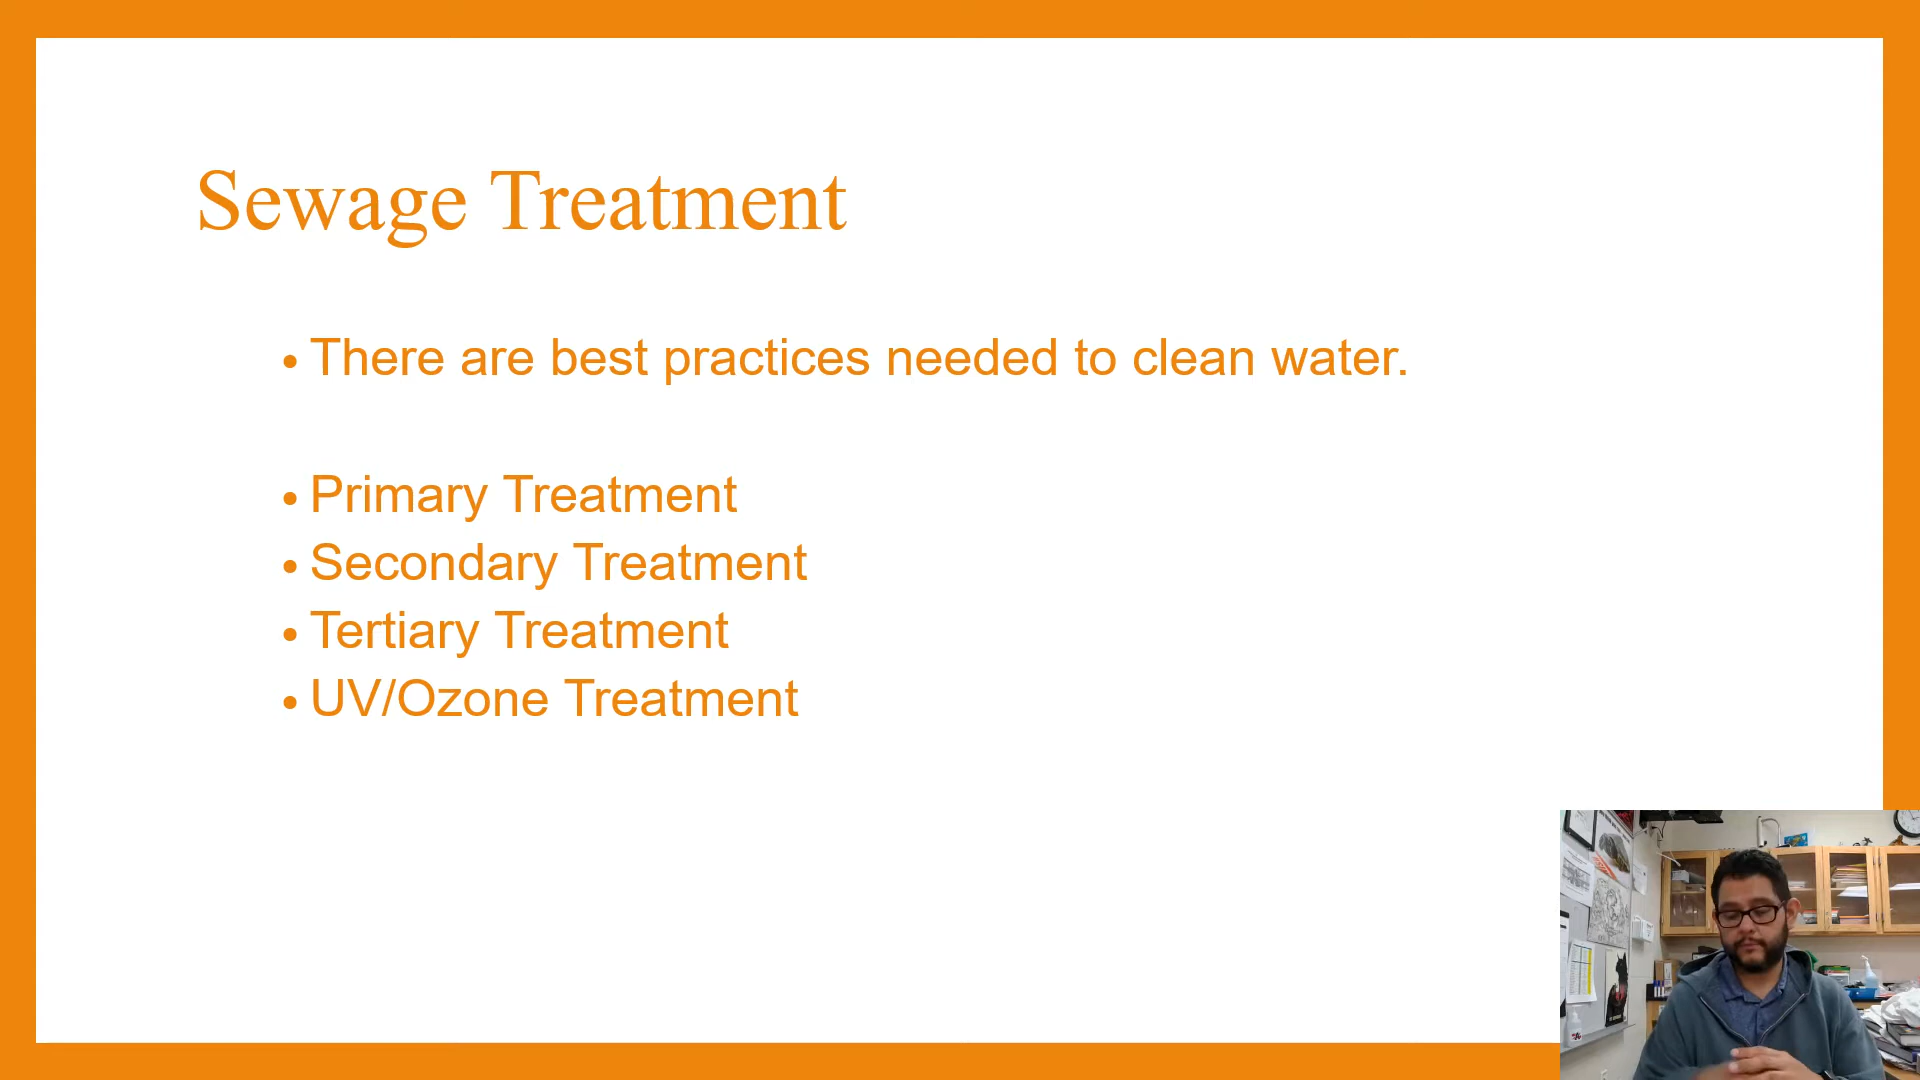 Sewage Treatment
• There are best practices needed to clean water.
• Primary Treatment
• Secondary Treatment
• Tertiary Treatment
• UV/Ozone Treatment